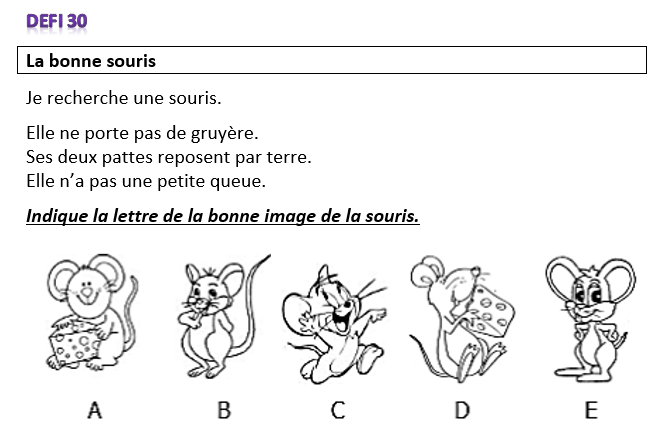 DEFI 30
La bonne souris
Je recherche une souris.
Elle ne porte pas de gruyère.
Ses deux pattes reposent par terre.
Elle n’a pas une petite queue.
Indique la lettre de la bonne image de la souris.
A B C D E